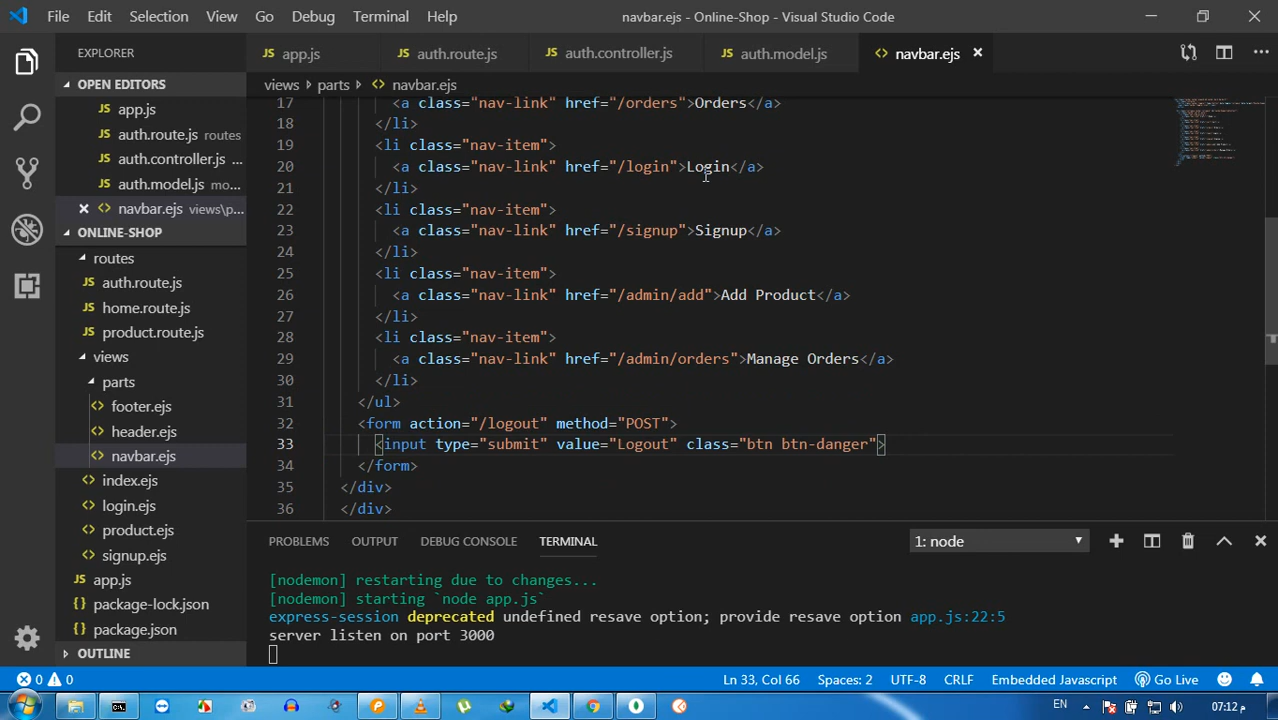 File Edit Selection View Go Debug Terminal Help
navbar.ejs - Online-Shop - Visual Studio Code
EXPLORER
OPEN EDITORS
app.js
auth.route.js routes
auth.controller.js ...
auth.model.js mo...
navbar.ejs views\p...
ONLINE-SHOP
routes
auth.route.js
home.route.js
product.route.js
views
parts
footer.ejs
header.ejs
navbar.ejs
index.ejs
login.ejs
product.ejs
signup.ejs
app.js
package-lock.json
package.json
OUTLINE
JS app.js JS auth.route.js JS auth.controller.js JS auth.model.js <> navbar.ejs
views parts <> navbar.ejs
17 <a class="nav-link" href="/orders">Orders</a>
18 </li>
19 <li class="nav-item">
20 <a class="nav-link" href="/login">Login</a>
21 </li>
22 <li class="nav-item">
23 <a class="nav-link" href="/signup">Signup</a>
24 </li>
25 <li class="nav-item">
26 <a class="nav-link" href="/admin/add">Add Product</a>
27 </li>
28 <li class="nav-item">
29 <a class="nav-link" href="/admin/orders">Manage Orders</a>
30 </li>
31 </ul>
32 <form action="/logout" method="POST">
33 <input type="submit" value="Logout" class="btn btn-danger">
34 </form>
35 </div>
36 </div>
PROBLEMS OUTPUT DEBUG CONSOLE TERMINAL 1: node
[nodemon] restarting due to changes...
[nodemon] starting `node app.js`
express-session deprecated undefined resave option; provide resave option app.js:22:5
server listen on port 3000
0 0 Ln 33, Col 66 Spaces: 2 UTF-8 CRLF Embedded Javascript Go Live
EN 07:12 م